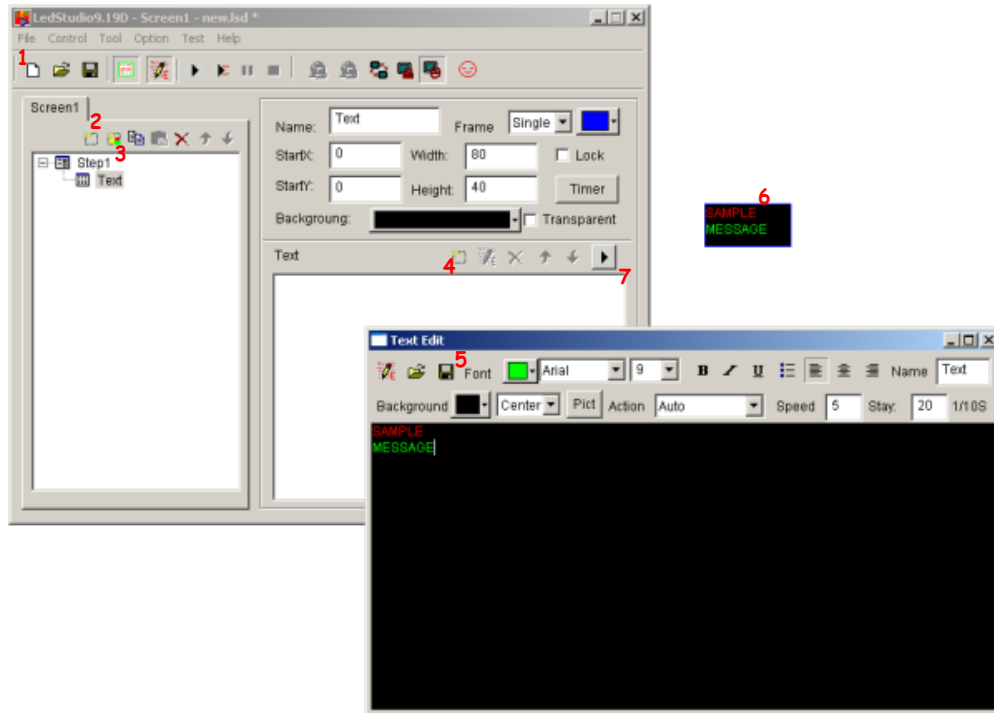 LedStudio9.19D - Screen1 - new.lsd *
File Control Tool Option Test Help
1
Screen1
2
3
Step1
Text
Name: Text Frame Single
StartX: 0 Width: 80 Lock
StartY: 0 Height: 40 Timer
Backgroung: Transparent
Text
4
7
6
SAMPLE
MESSAGE
Text Edit
5
Font Arial 9 B I U Name Text
Background Center Pict Action Auto Speed 5 Stay: 20 1/10S
SAMPLE
MESSAGE